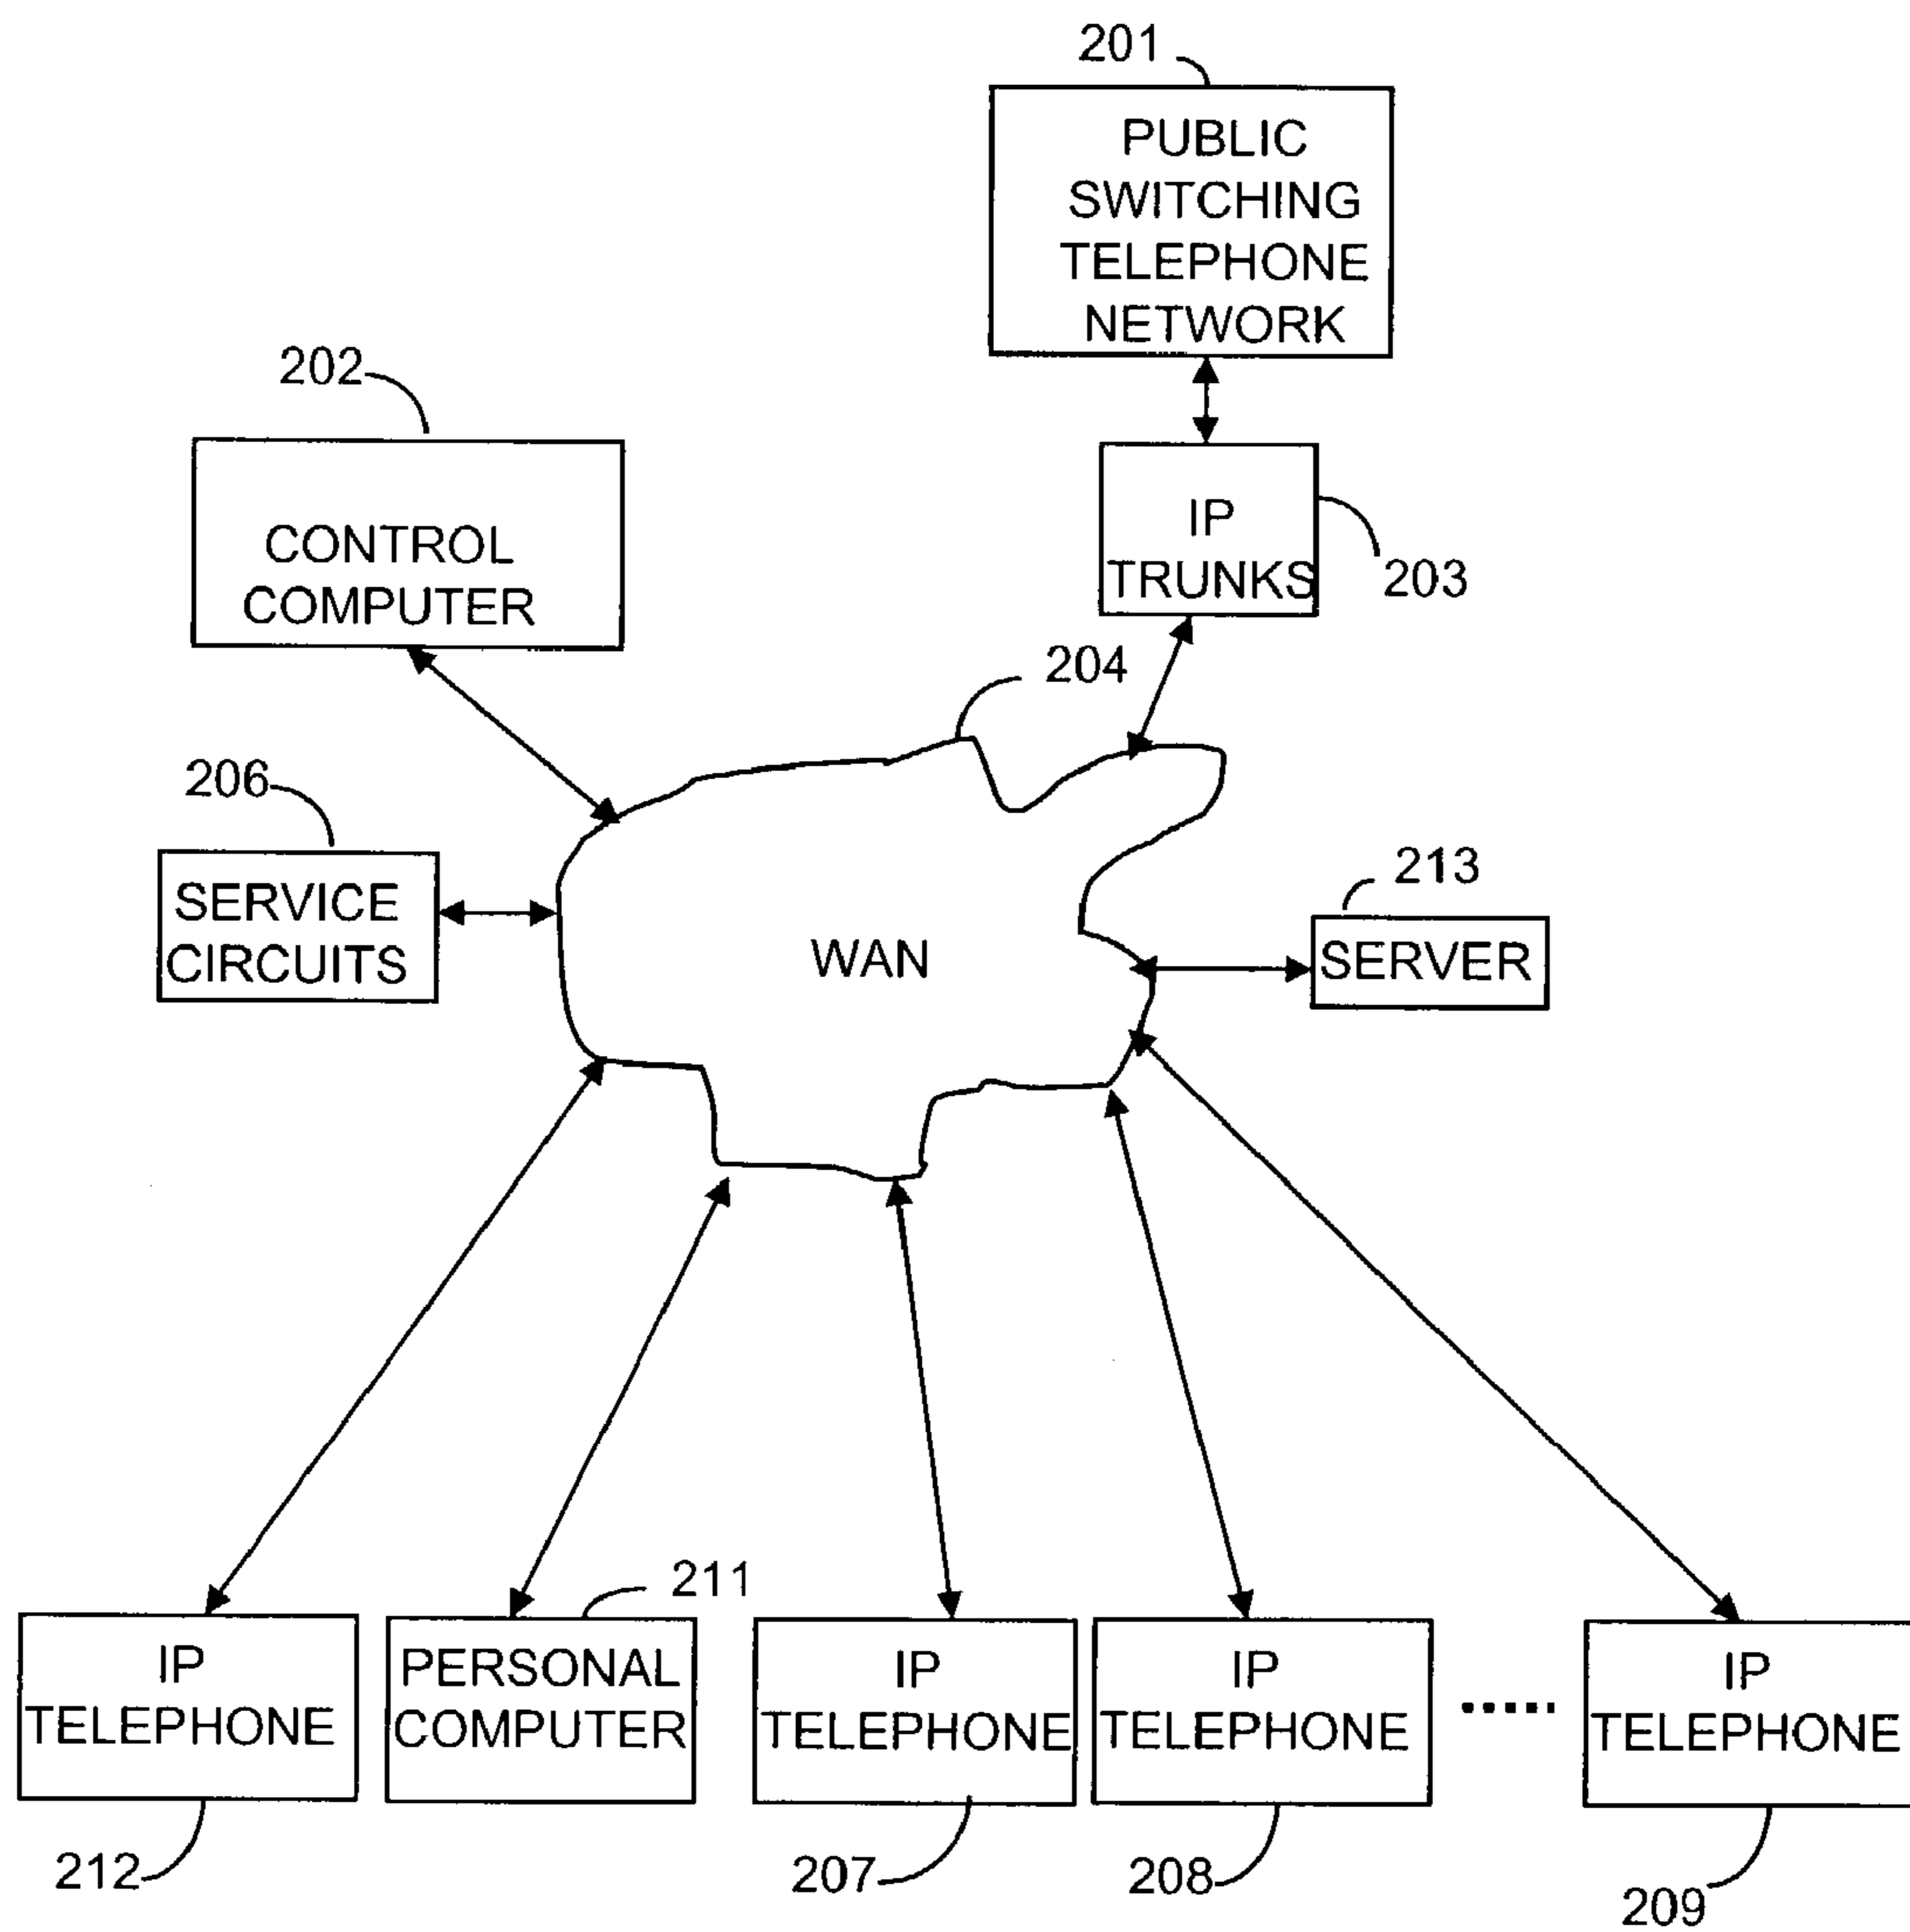 201
PUBLIC
SWITCHING
TELEPHONE
NETWORK
202
CONTROL
COMPUTER
IP
TRUNKS
203
204
206
SERVICE
CIRCUITS
WAN
213
SERVER
211
IP
TELEPHONE
PERSONAL
COMPUTER
IP
TELEPHONE
IP
TELEPHONE
.....
IP
TELEPHONE
212
207
208
209